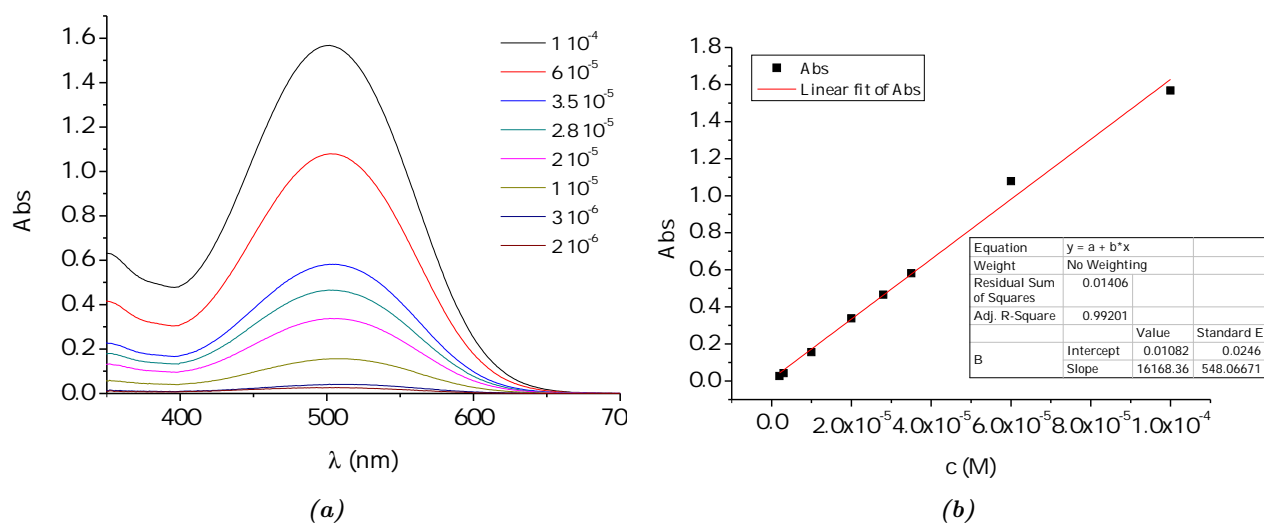 1.6
1.4
1.2
1.0
0.8
0.6
0.4
0.2
0.0
Abs
400
500
600
70
λ (nm)
1 10⁻⁴
6 10⁻⁵
3.5 10⁻⁵
2.8 10⁻⁵
2 10⁻⁵
1 10⁻⁵
3 10⁻⁶
2 10⁻⁶
(a)
1.8
1.6
1.4
1.2
1.0
0.8
0.6
0.4
0.2
0.0
Abs
Abs
Linear fit of Abs
Equation y = a + b*x
Weight No Weighting
Residual Sum of Squares 0.01406
Adj. R-Square 0.99201
Value Standard E
B Intercept 0.01082 0.0246
Slope 16168.36 548.06671
0.0 2.0x10⁻⁵ 4.0x10⁻⁵ 6.0x10⁻⁵ 8.0x10⁻⁵ 1.0x10⁻⁴
c (M)
(b)